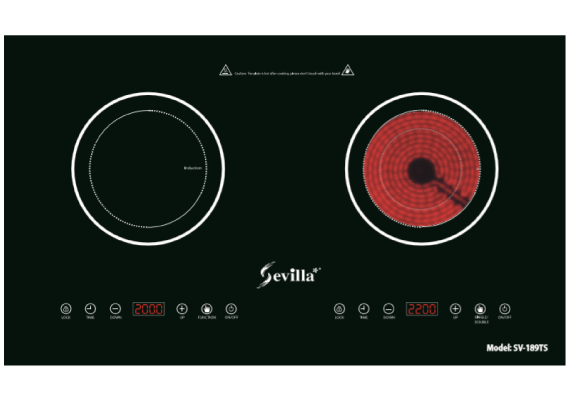 Caution: The plate is hot after cooking, please don't touch with your hand!
Induction
Sevilla
2000
2200
LOCK TIME DOWN UP FUNCTION ON/OFF
LOCK TIME DOWN UP SINGLE/ ON/OFF
DOUBLE
Model: SV-189TS